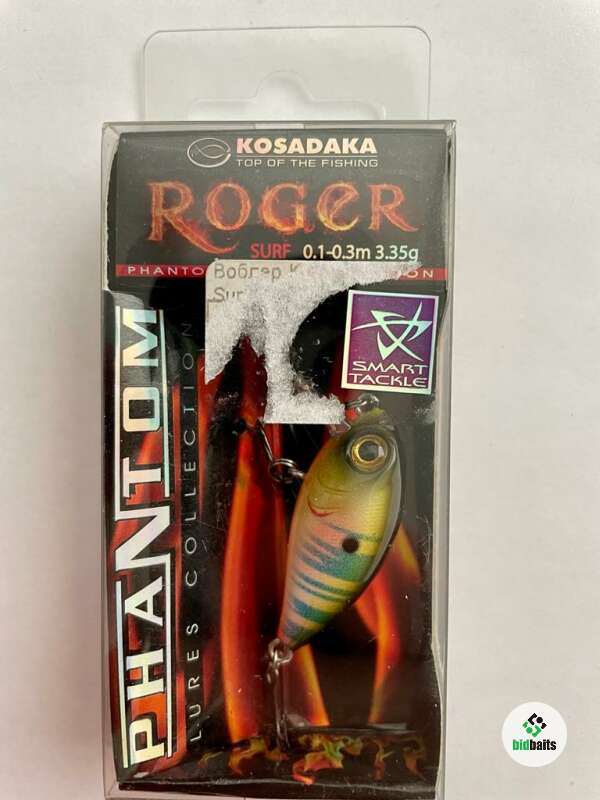 KOSADAKA
TOP OF THE FISHING
ROGER
SURF 0.1-0.3m 3.35g
Воблер
SMART
TACKLE
PHANTOM
LURES COLLECTION
bidbaits